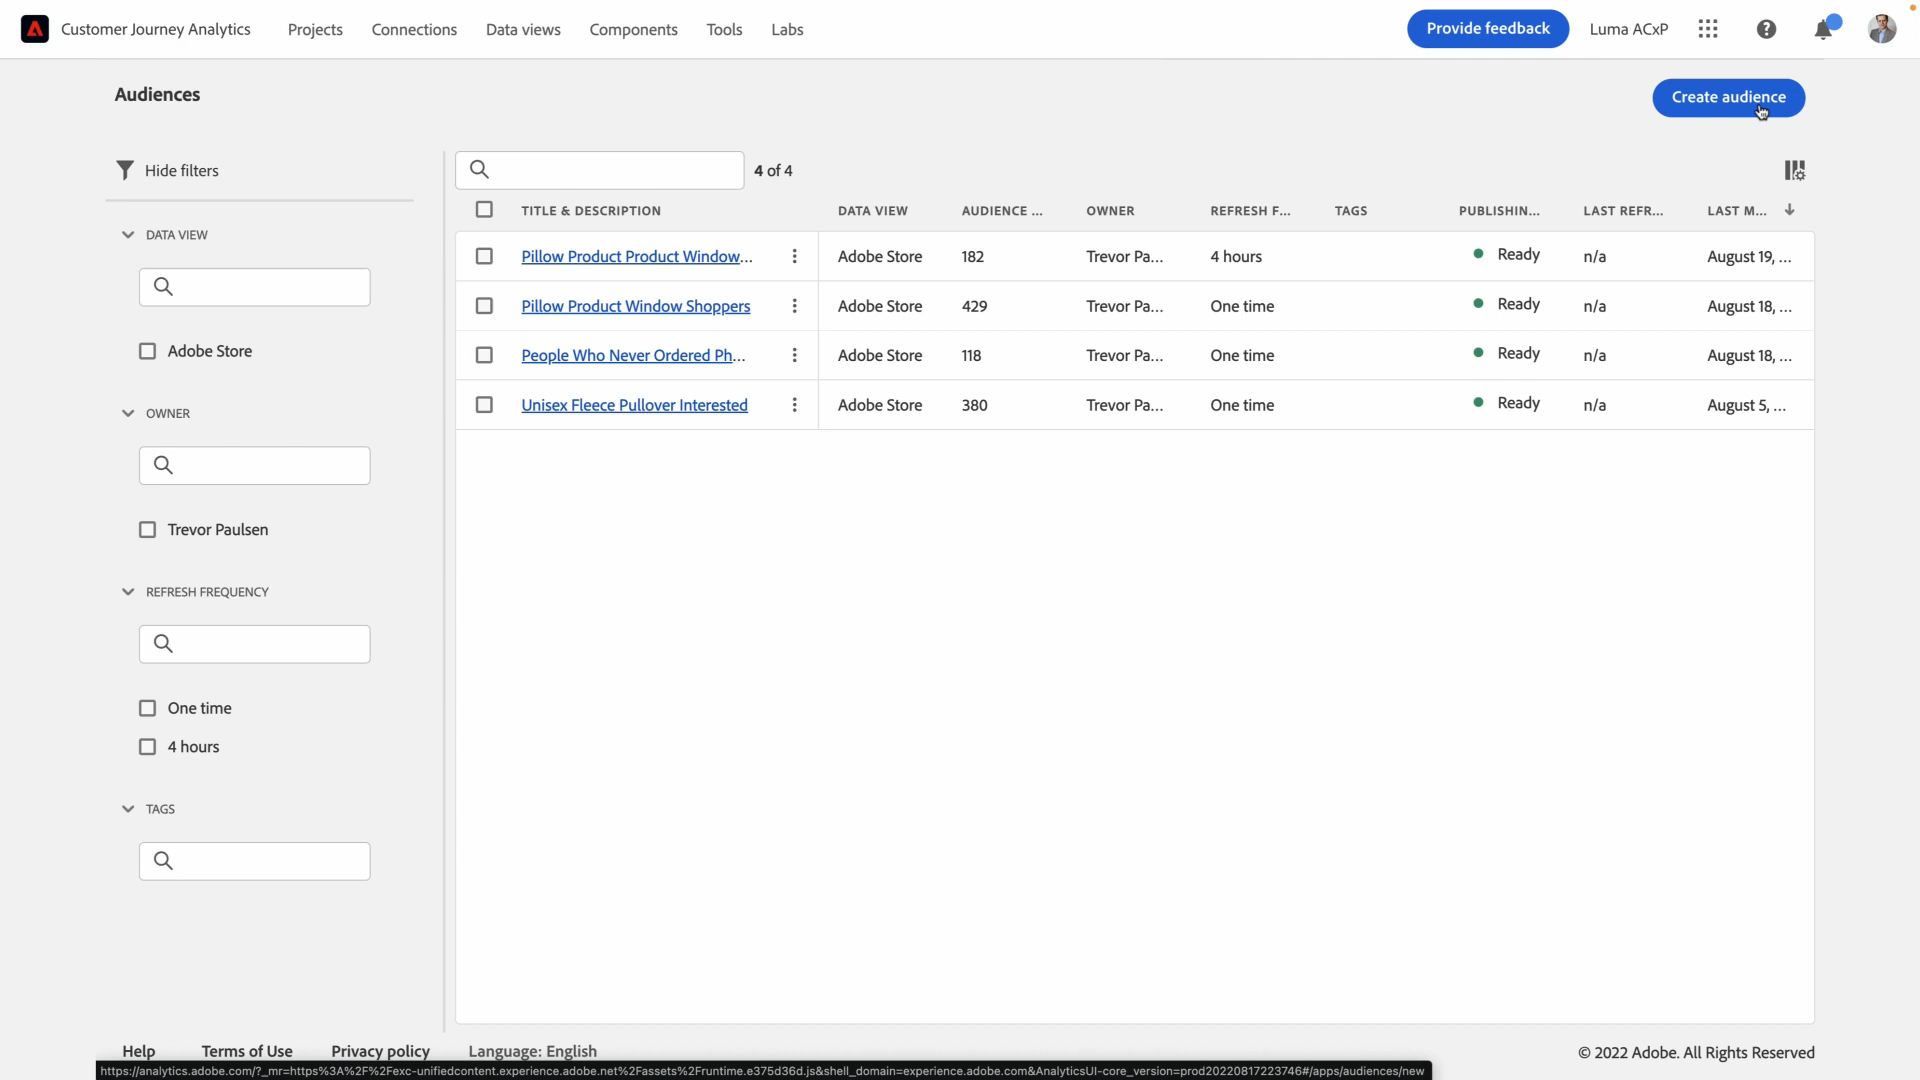 Customer Journey Analytics
Projects
Connections
Data views
Components
Tools
Labs
Provide feedback
Luma ACxP
Audiences
Create audience
Hide filters
4 of 4
TITLE & DESCRIPTION
DATA VIEW
AUDIENCE ...
OWNER
REFRESH F...
TAGS
PUBLISHIN...
LAST REFR...
LAST M...
Pillow Product Product Window...
Adobe Store
182
Trevor Pa...
4 hours
Ready
n/a
August 19, ...
Pillow Product Window Shoppers
Adobe Store
429
Trevor Pa...
One time
Ready
n/a
August 18, ...
People Who Never Ordered Ph...
Adobe Store
118
Trevor Pa...
One time
Ready
n/a
August 18, ...
Unisex Fleece Pullover Interested
Adobe Store
380
Trevor Pa...
One time
Ready
n/a
August 5, ...
DATA VIEW
Adobe Store
OWNER
Trevor Paulsen
REFRESH FREQUENCY
One time
4 hours
TAGS
Help
Terms of Use
Privacy policy
Language: English
© 2022 Adobe. All Rights Reserved
https://analytics.adobe.com/?_mr=https%3A%2F%2Fexc-unifiedcontent.experience.adobe.net%2Fassets%2Fruntime.e375d36d.js&shell_domain=experience.adobe.com&AnalyticsUI-core_version=prod20220817223746#/apps/audiences/new